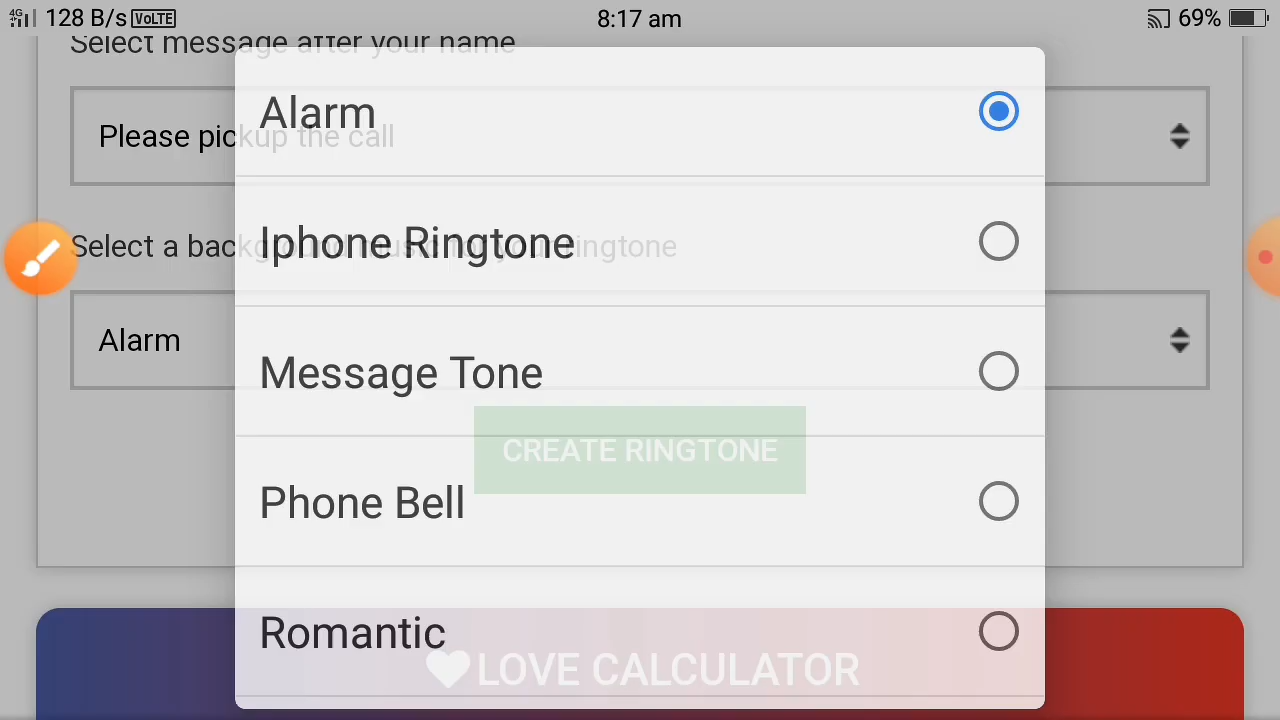 4G 128 B/s VoLTE 8:17 am 69%
Select message after your name
Alarm
Please pickup the call
Iphone Ringtone
Select a background music for your ringtone
Alarm
Message Tone
CREATE RINGTONE
Phone Bell
Romantic
LOVE CALCULATOR